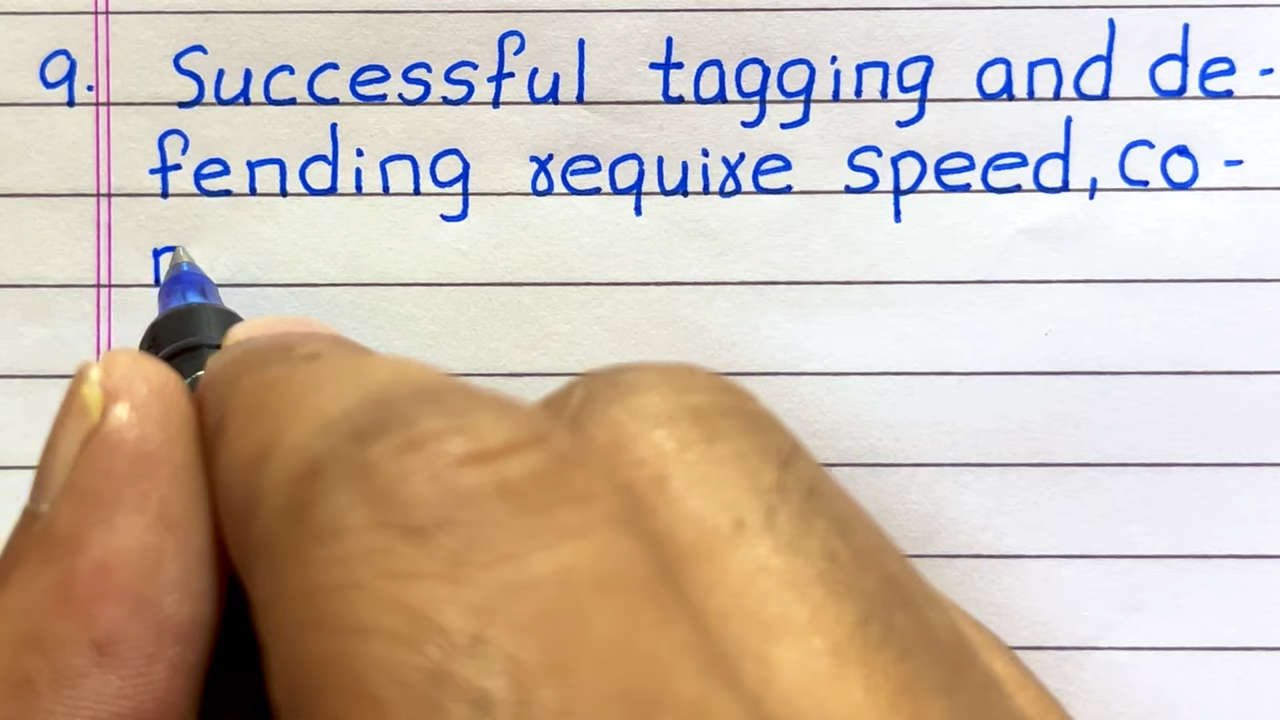 9. Successful tagging and de-
fending require speed, co-